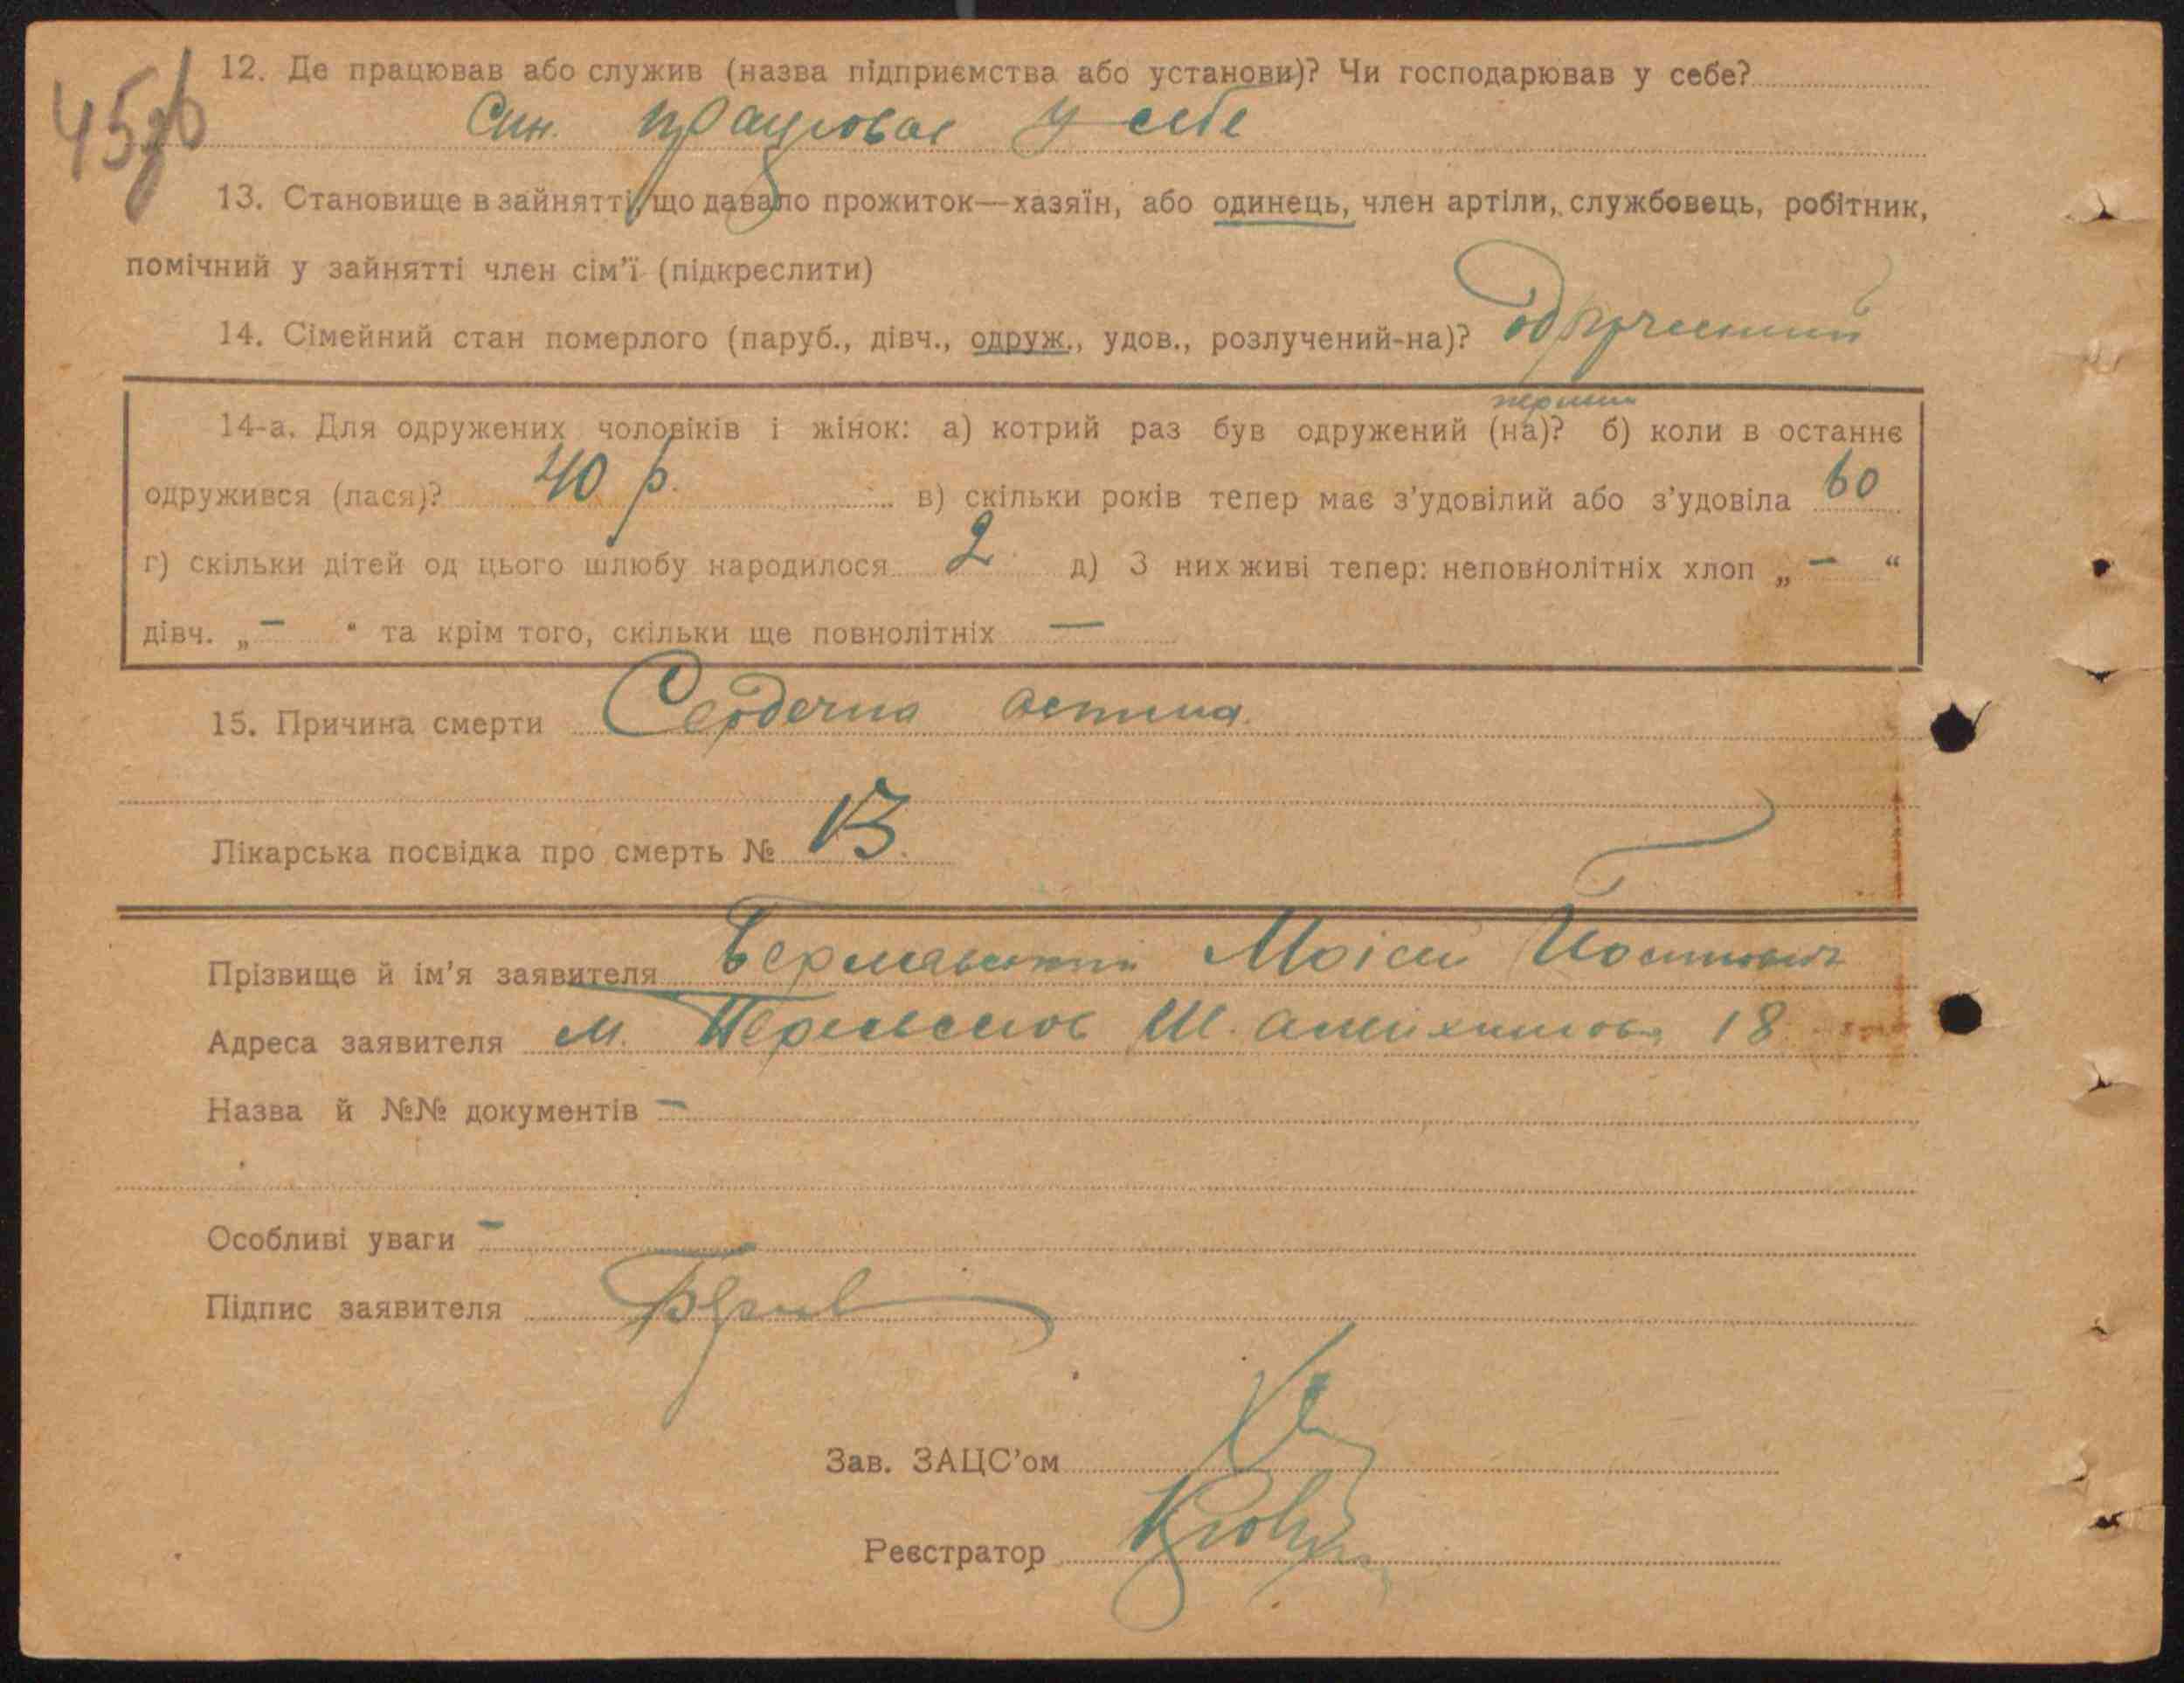 45зв
12. Де працював або служив (назва підприємства або установи)? Чи господарював у себе?
Син. працював у себе
13. Становище в зайнятті, що давало прожиток—хазяїн, або одинець, член артіли, службовець, робітник,
помічний у зайнятті член сім'ї (підкреслити)
14. Сімейний стан померлого (паруб., дівч., одруж., удов., розлучений-на)? Одружений
перший
14-а. Для одружених чоловіків і жінок: а) котрий раз був одружений (на)? б) коли в останнє
одружився (лася)? 40 р. в) скільки років тепер має з'удовілий або з'удовіла 60
г) скільки дітей од цього шлюбу народилося 2 д) З них живі тепер: неповнолітніх хлоп „ — “
дівч. „ — “ та крім того, скільки ще повнолітніх —
15. Причина смерти Сердечна астма
Лікарська посвідка про смерть № 13.
Прізвище й ім'я заявителя Моісей
Адреса заявителя м. Ш. 18
Назва й №№ документів —
Особливі уваги —
Підпис заявителя
Зав. ЗАЦС'ом
Реєстратор